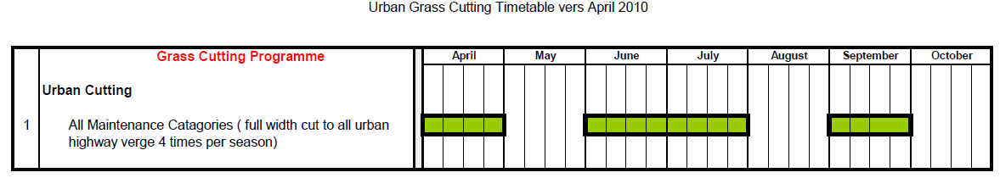 Urban Grass Cutting Timetable vers April 2010
Grass Cutting Programme April May June July August September October
Urban Cutting
1 All Maintenance Catagories ( full width cut to all urban
highway verge 4 times per season)